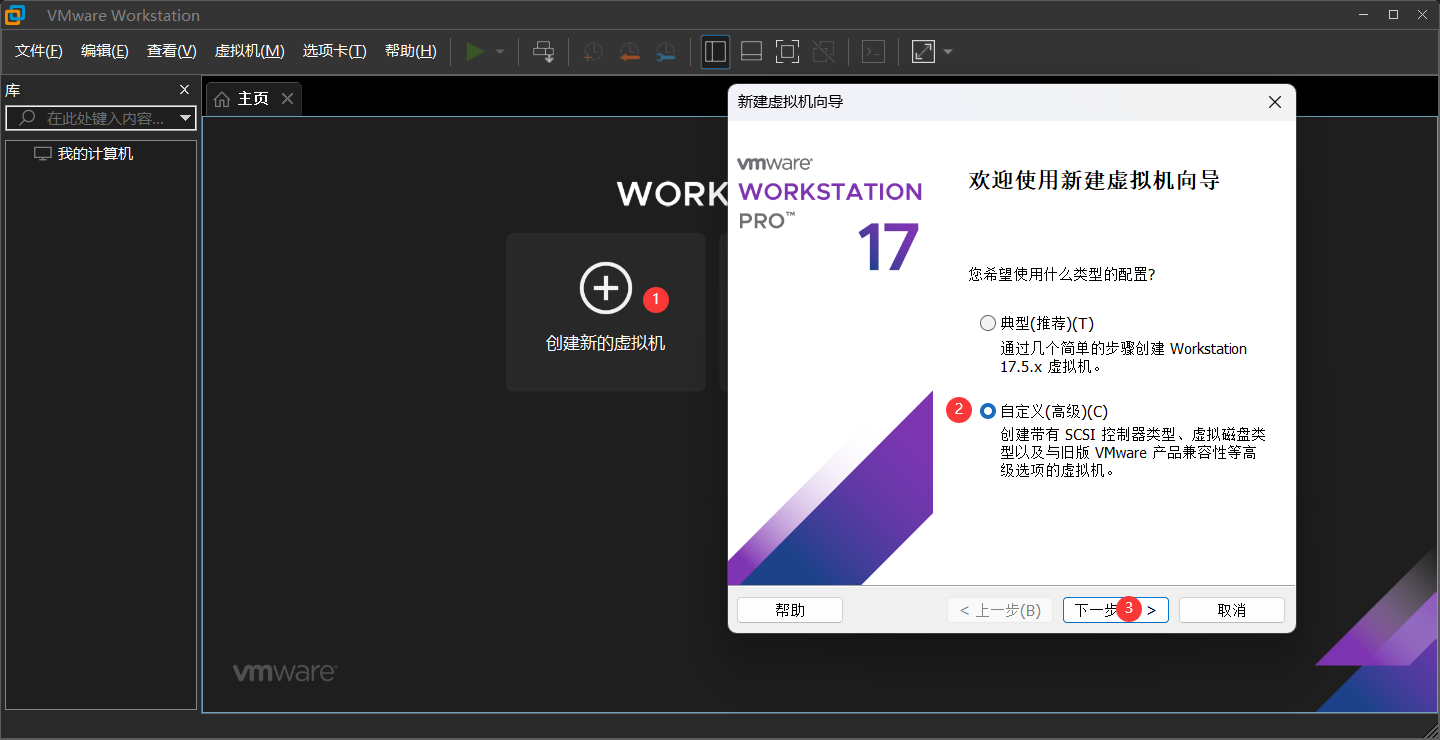 VMware Workstation
文件(F) 编辑(E) 查看(V) 虚拟机(M) 选项卡(T) 帮助(H)
库
在此处键入内容...
我的计算机
主页
WORK
1
创建新的虚拟机
vmware
新建虚拟机向导
vmware
WORKSTATION
PRO™
17
欢迎使用新建虚拟机向导
您希望使用什么类型的配置?
典型(推荐)(T)
通过几个简单的步骤创建 Workstation
17.5.x 虚拟机。
2
自定义(高级)(C)
创建带有 SCSI 控制器类型、虚拟磁盘类
型以及与旧版 VMware 产品兼容性等高
级选项的虚拟机。
帮助
< 上一步(B)
下一步 3 >
取消